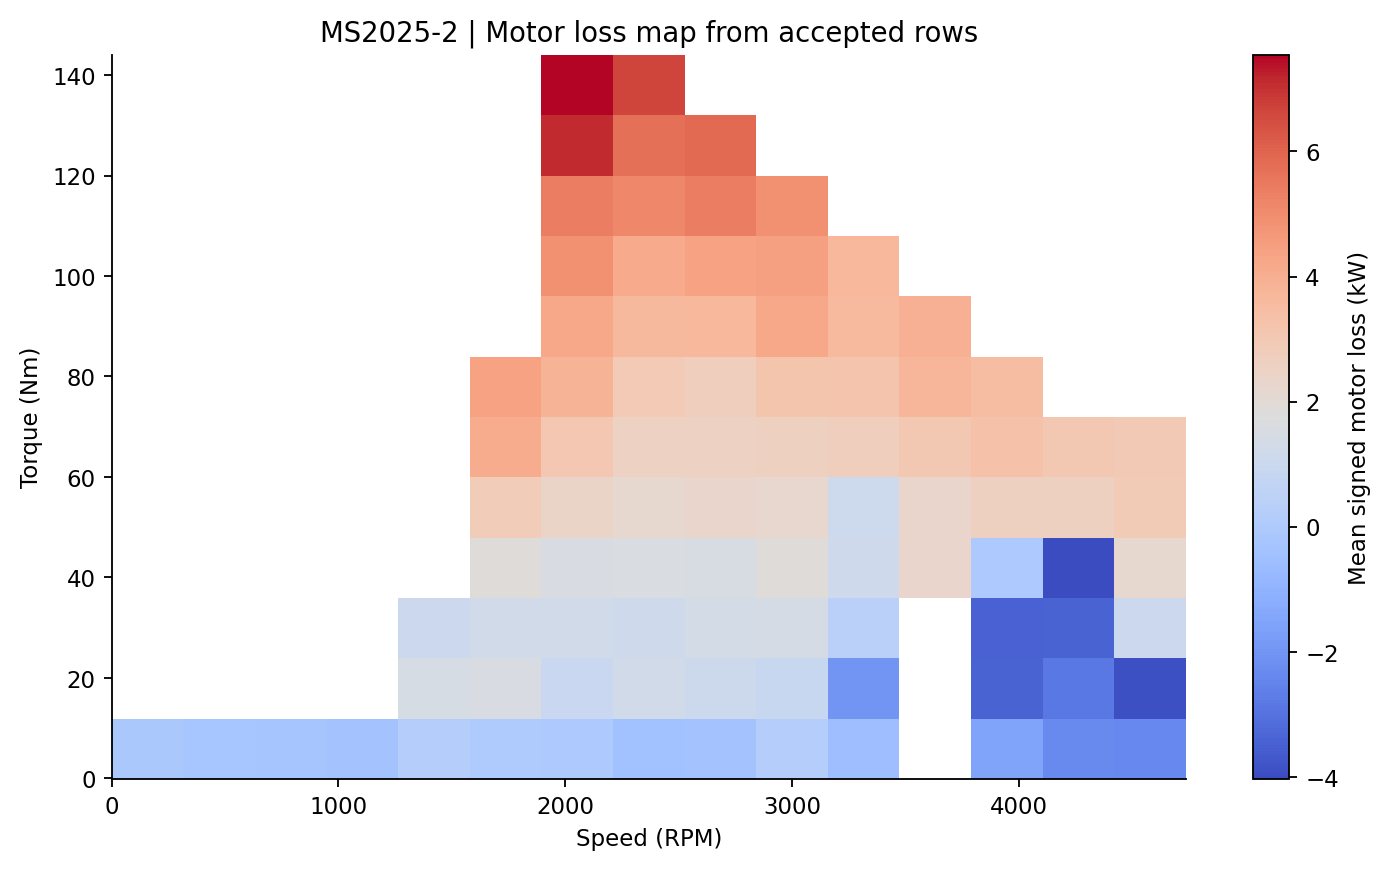 MS2025-2 | Motor loss map from accepted rows
140
120
100
80
60
40
20
0
Torque (Nm)
0 1000 2000 3000 4000
Speed (RPM)
6
4
2
0
−2
−4
Mean signed motor loss (kW)